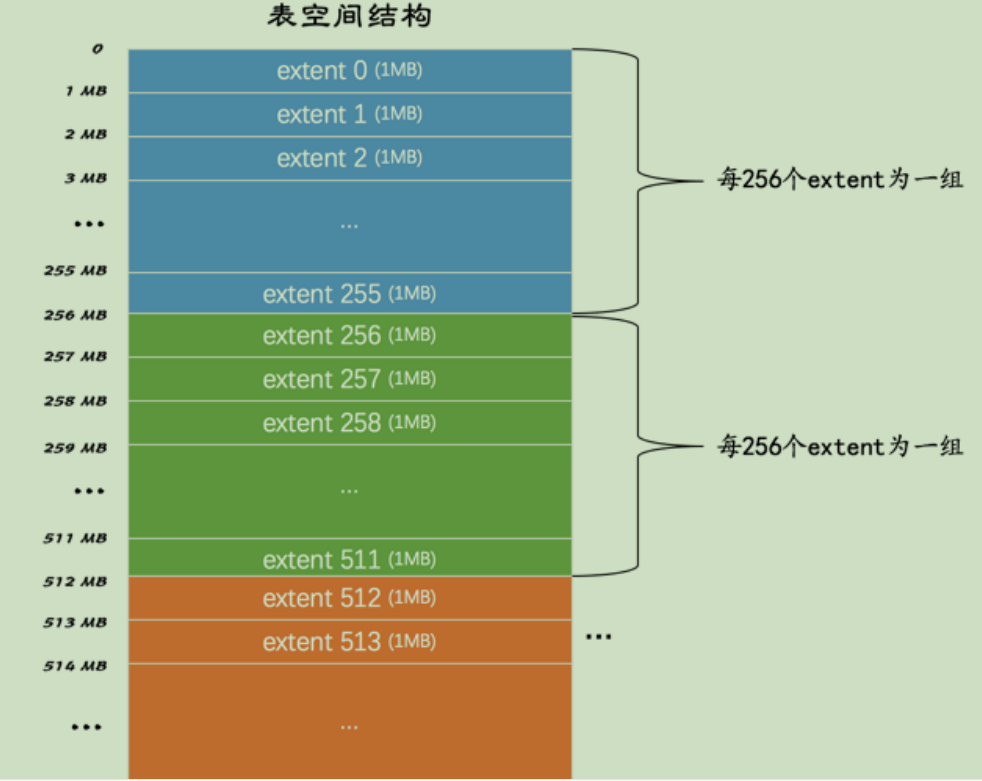 表空间结构
0
extent 0 (1MB)
1 MB
extent 1 (1MB)
2 MB
extent 2 (1MB)
3 MB
每256个extent为一组
...
...
255 MB
extent 255 (1MB)
256 MB
extent 256 (1MB)
257 MB
extent 257 (1MB)
258 MB
extent 258 (1MB)
259 MB
每256个extent为一组
...
...
511 MB
extent 511 (1MB)
512 MB
extent 512 (1MB)
513 MB
extent 513 (1MB)
...
514 MB
...
...